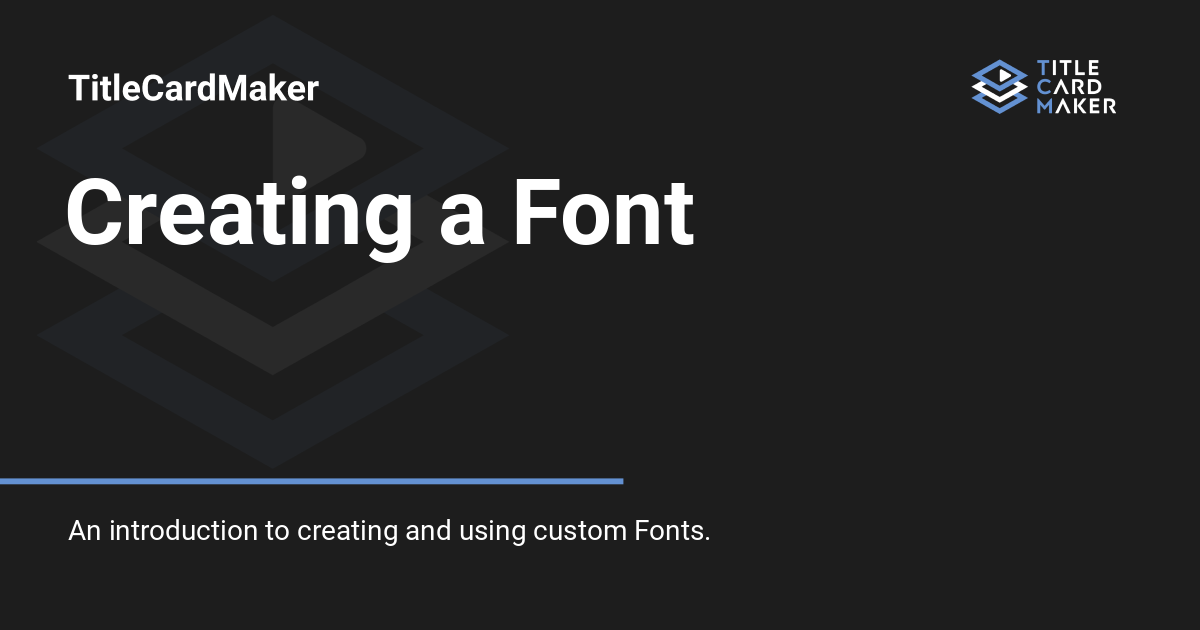 TitleCardMaker
TITLE
CARD
MAKER
Creating a Font
An introduction to creating and using custom Fonts.